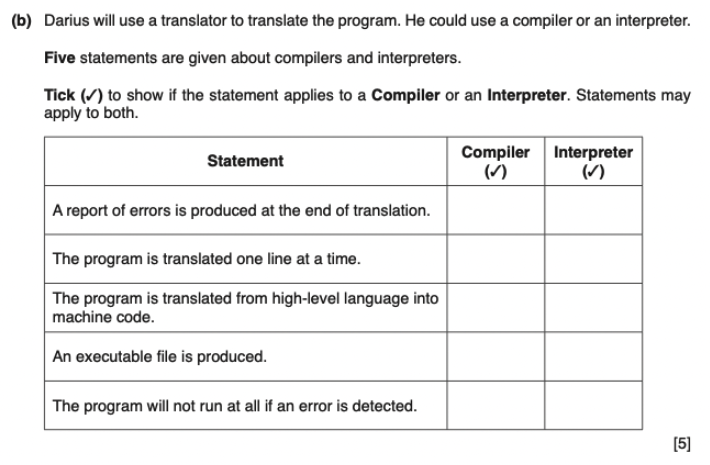 (b) Darius will use a translator to translate the program. He could use a compiler or an interpreter.
Five statements are given about compilers and interpreters.
Tick (✓) to show if the statement applies to a Compiler or an Interpreter. Statements may
apply to both.
Statement
Compiler
(✓)
Interpreter
(✓)
A report of errors is produced at the end of translation.
The program is translated one line at a time.
The program is translated from high-level language into
machine code.
An executable file is produced.
The program will not run at all if an error is detected.
[5]